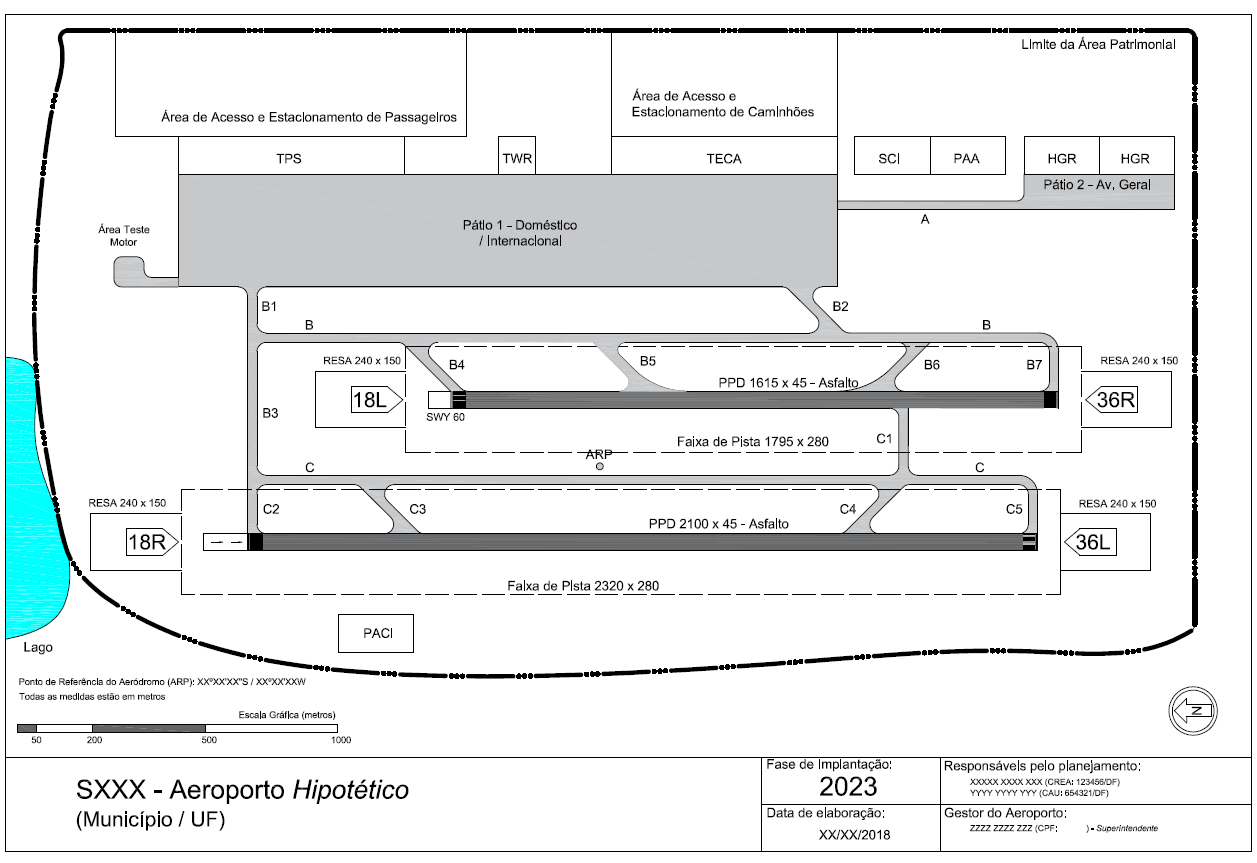 Limite da Área Patrimonial
Área de Acesso e Estacionamento de Passageiros
Área de Acesso e
Estacionamento de Caminhões
TPS
TWR
TECA
SCI
PAA
HGR
HGR
Pátio 2 - Av, Geral
Pátio 1 - Doméstico
/ Internacional
A
Área Teste
Motor
B1
B2
B
B
RESA 240 x 150
B4
B5
B6
B7
RESA 240 x 150
PPD 1615 x 45 - Asfalto
18L
36R
SWY 60
B3
Faixa de Pista 1795 x 280
C1
ARP
C
C
RESA 240 x 150
C2
C3
C4
C5
RESA 240 x 150
PPD 2100 x 45 - Asfalto
18R
36L
Faixa de Pista 2320 x 280
PACI
Lago
Ponto de Referência do Aeródromo (ARP): XXºXX'XX"S / XXºXX'XXW
Todas as medidas estão em metros
Escala Gráfica (metros)
50 200 500 1000
N
SXXX - Aeroporto Hipotético
(Município / UF)
Fase de Implantação:
2023
Data de elaboração:
XX/XX/2018
Responsáveis pelo planejamento:
XXXXX XXXX XXX (CREA: 123456/DF)
YYYY YYYY YYY (CAU: 654321/DF)
Gestor do Aeroporto:
ZZZZ ZZZZ ZZZ (CPF: ) - Superintendente